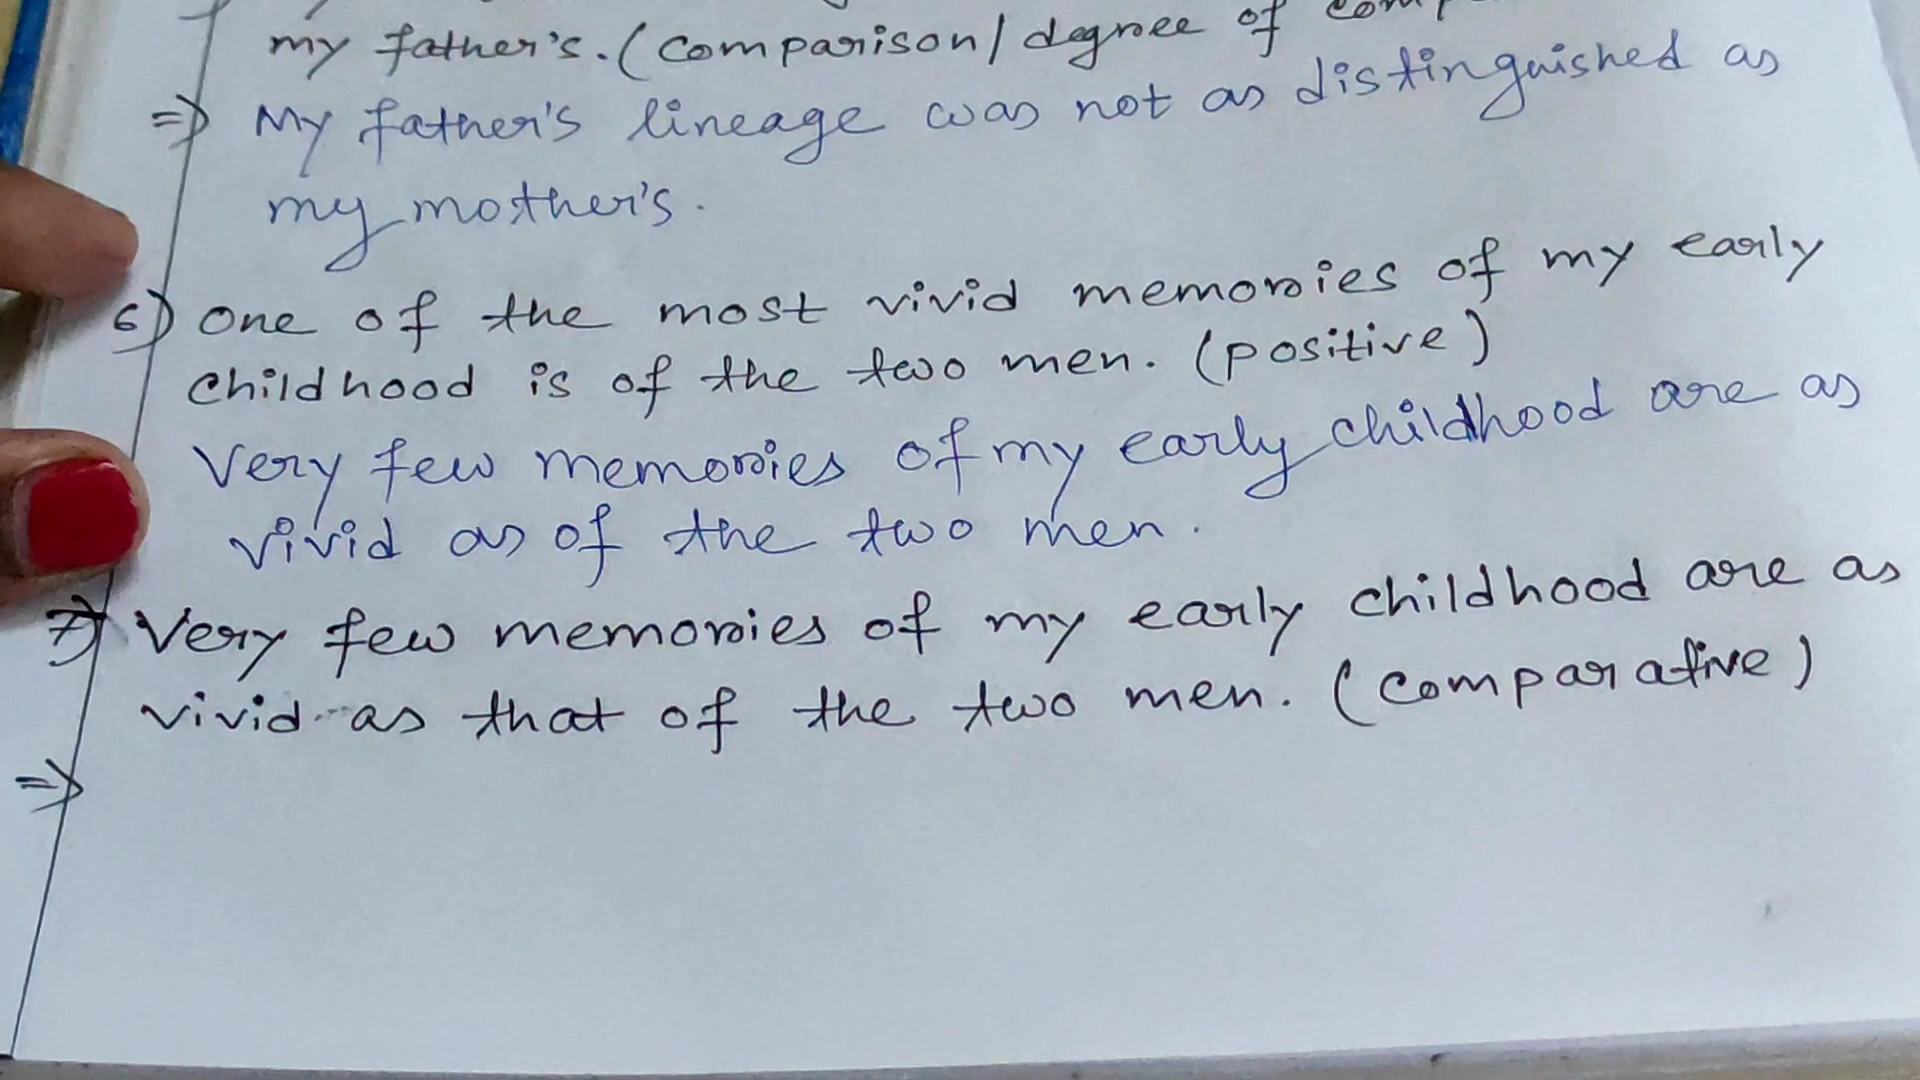 my father's. (comparison/degree of
=> My father's lineage was not as distinguished as
my mother's.
6) One of the most vivid memories of my early
childhood is of the two men. (positive)
Very few memories of my early childhood are as
vivid as of the two men.
7) Very few memories of my early childhood are as
vivid as that of the two men. (comparative)
=>